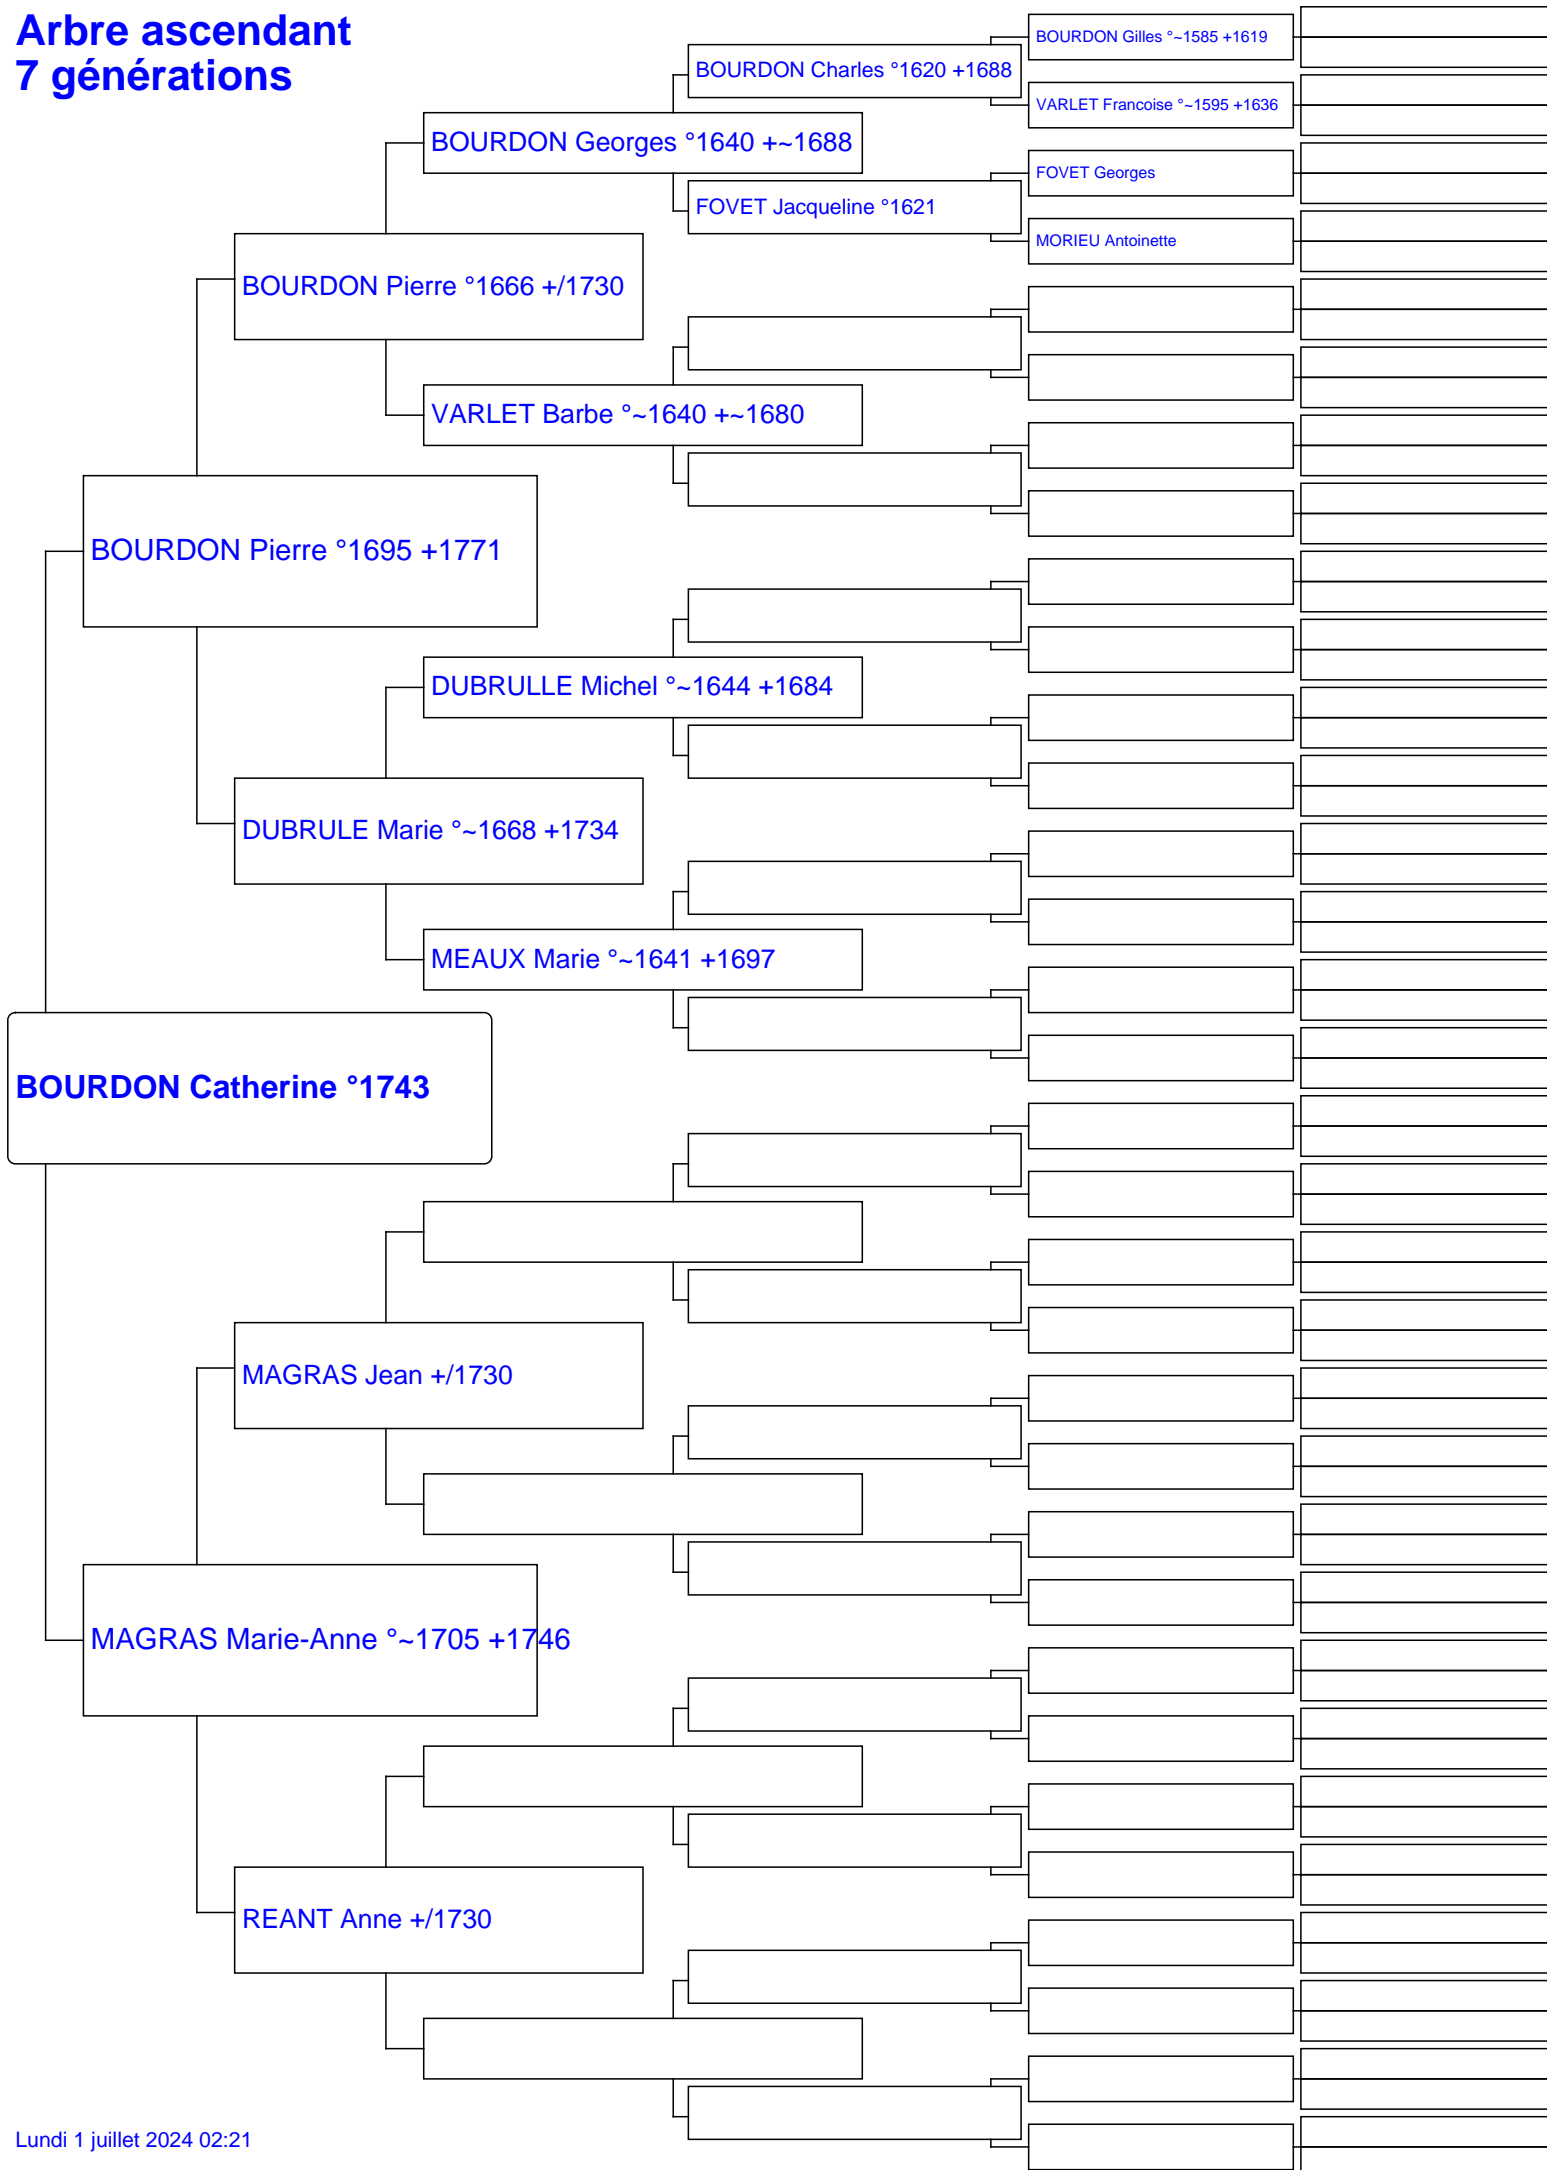 Arbre ascendant
7 générations
BOURDON Gilles °~1585 +1619
BOURDON Charles °1620 +1688
VARLET Francoise °~1595 +1636
BOURDON Georges °1640 +~1688
FOVET Georges
FOVET Jacqueline °1621
MORIEU Antoinette
BOURDON Pierre °1666 +/1730
VARLET Barbe °~1640 +~1680
BOURDON Pierre °1695 +1771
DUBRULLE Michel °~1644 +1684
DUBRULE Marie °~1668 +1734
MEAUX Marie °~1641 +1697
BOURDON Catherine °1743
MAGRAS Jean +/1730
MAGRAS Marie-Anne °~1705 +1746
REANT Anne +/1730
Lundi 1 juillet 2024 02:21